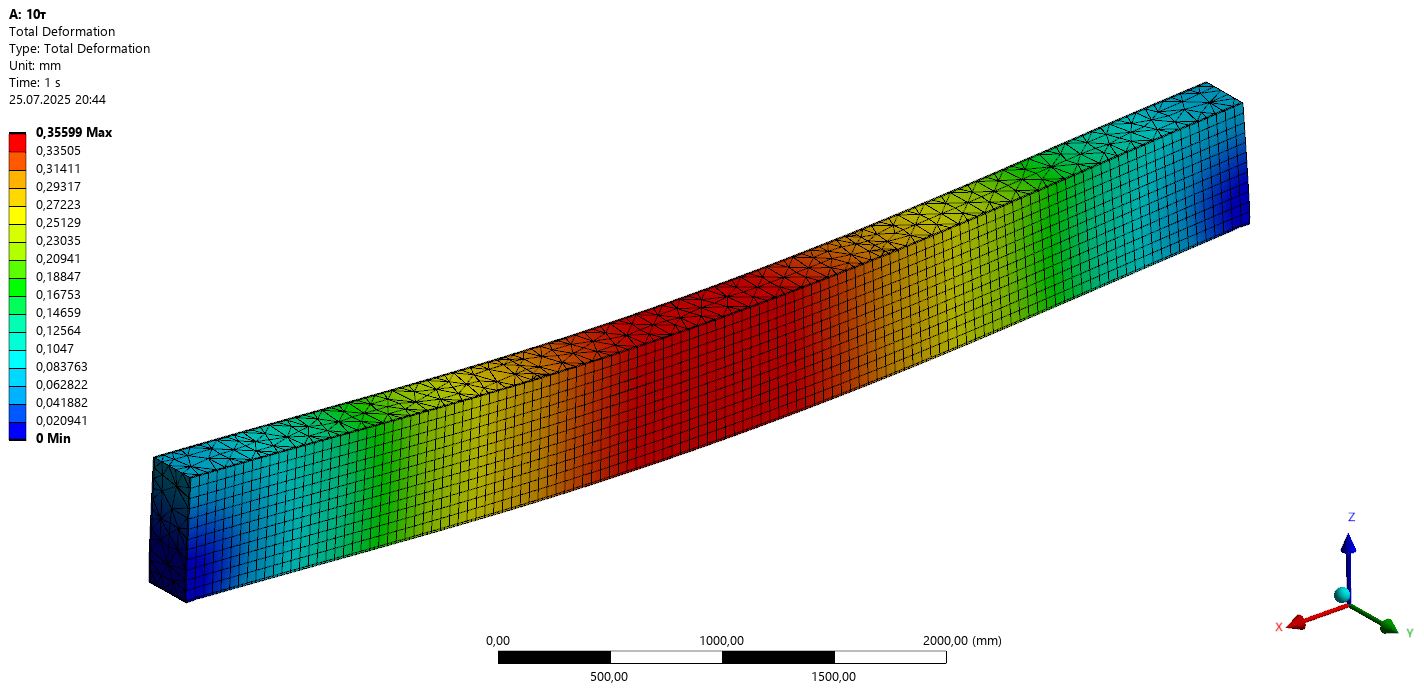 A: 10т
Total Deformation
Type: Total Deformation
Unit: mm
Time: 1 s
25.07.2025 20:44
0,35599 Max
0,33505
0,31411
0,29317
0,27223
0,25129
0,23035
0,20941
0,18847
0,16753
0,14659
0,12564
0,1047
0,083763
0,062822
0,041882
0,020941
0 Min
Z
X
Y
0,00 1000,00 2000,00 (mm)
500,00 1500,00